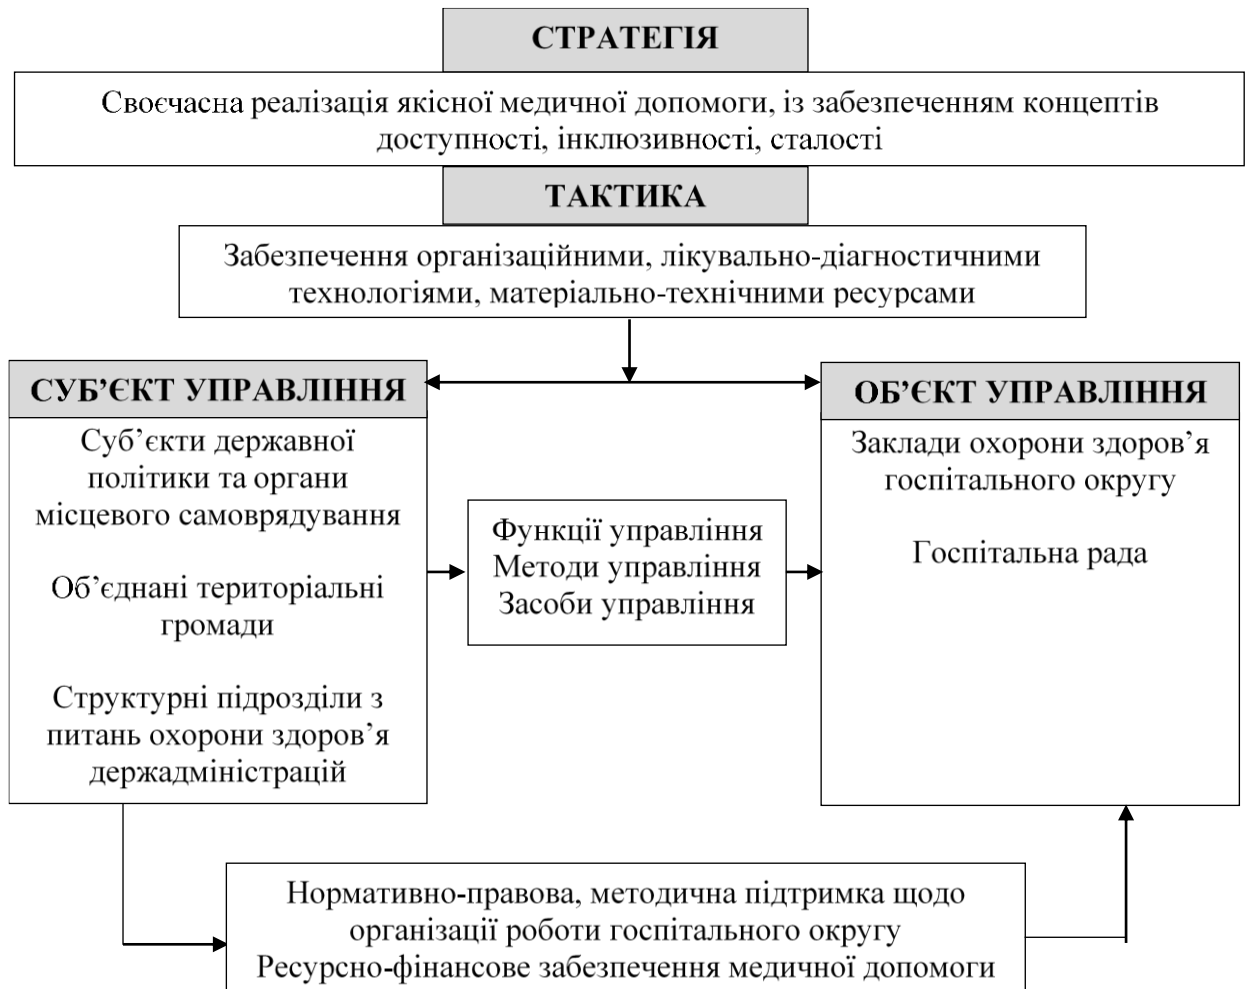 СТРАТЕГІЯ
Своєчасна реалізація якісної медичної допомоги, із забезпеченням концептів
доступності, інклюзивності, сталості
ТАКТИКА
Забезпечення організаційними, лікувально-діагностичними
технологіями, матеріально-технічними ресурсами
СУБ’ЄКТ УПРАВЛІННЯ
Суб’єкти державної
політики та органи
місцевого самоврядування
Об’єднані територіальні
громади
Структурні підрозділи з
питань охорони здоров’я
держадміністрацій
Функції управління
Методи управління
Засоби управління
ОБ’ЄКТ УПРАВЛІННЯ
Заклади охорони здоров’я
госпітального округу
Госпітальна рада
Нормативно-правова, методична підтримка щодо
організації роботи госпітального округу
Ресурсно-фінансове забезпечення медичної допомоги